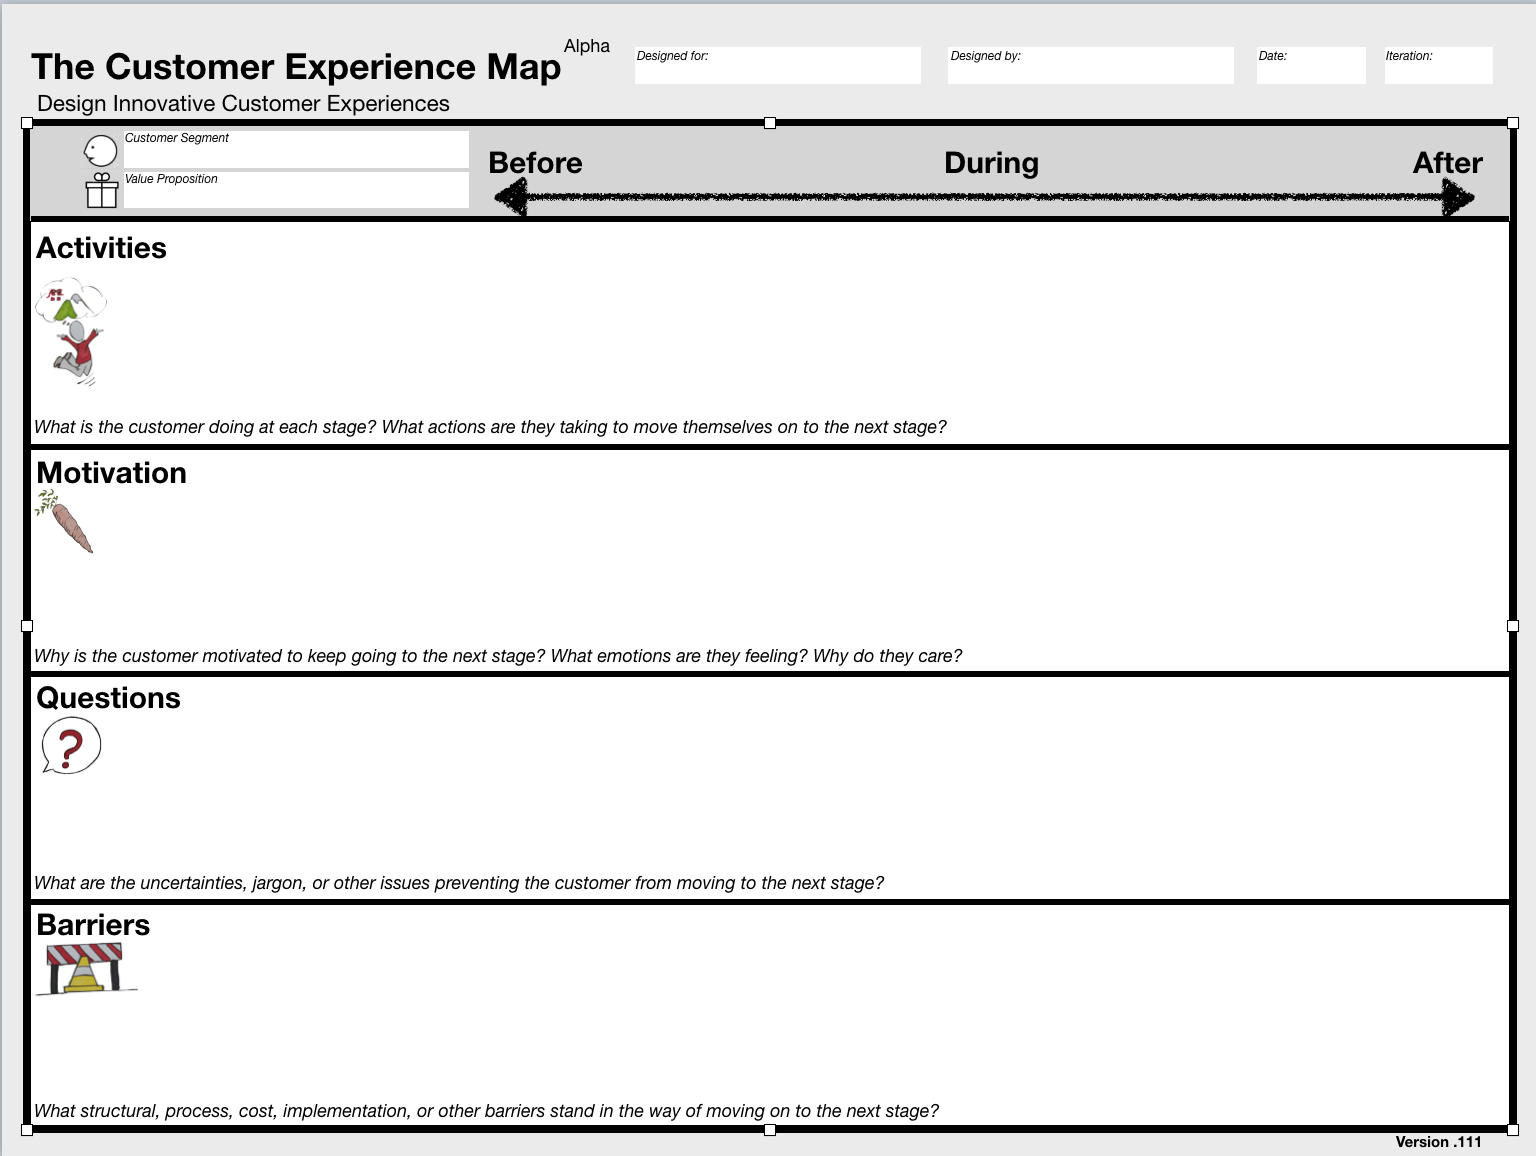 The Customer Experience Map Alpha
Designed for:
Designed by:
Date:
Iteration:
Design Innovative Customer Experiences
Customer Segment
Value Proposition
Before
During
After
Activities
What is the customer doing at each stage? What actions are they taking to move themselves on to the next stage?
Motivation
Why is the customer motivated to keep going to the next stage? What emotions are they feeling? Why do they care?
Questions
?
What are the uncertainties, jargon, or other issues preventing the customer from moving to the next stage?
Barriers
What structural, process, cost, implementation, or other barriers stand in the way of moving on to the next stage?
Version .111